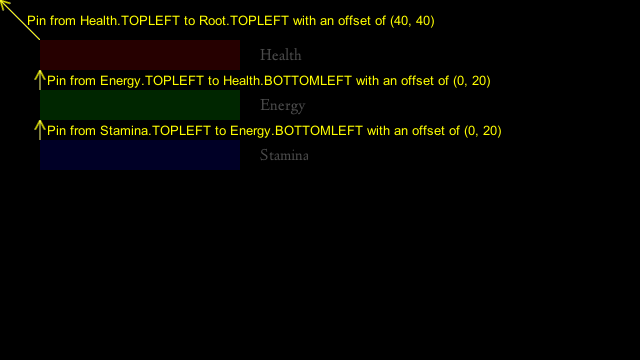 Pin from Health.TOPLEFT to Root.TOPLEFT with an offset of (40, 40)
Health
Pin from Energy.TOPLEFT to Health.BOTTOMLEFT with an offset of (0, 20)
Energy
Pin from Stamina.TOPLEFT to Energy.BOTTOMLEFT with an offset of (0, 20)
Stamina